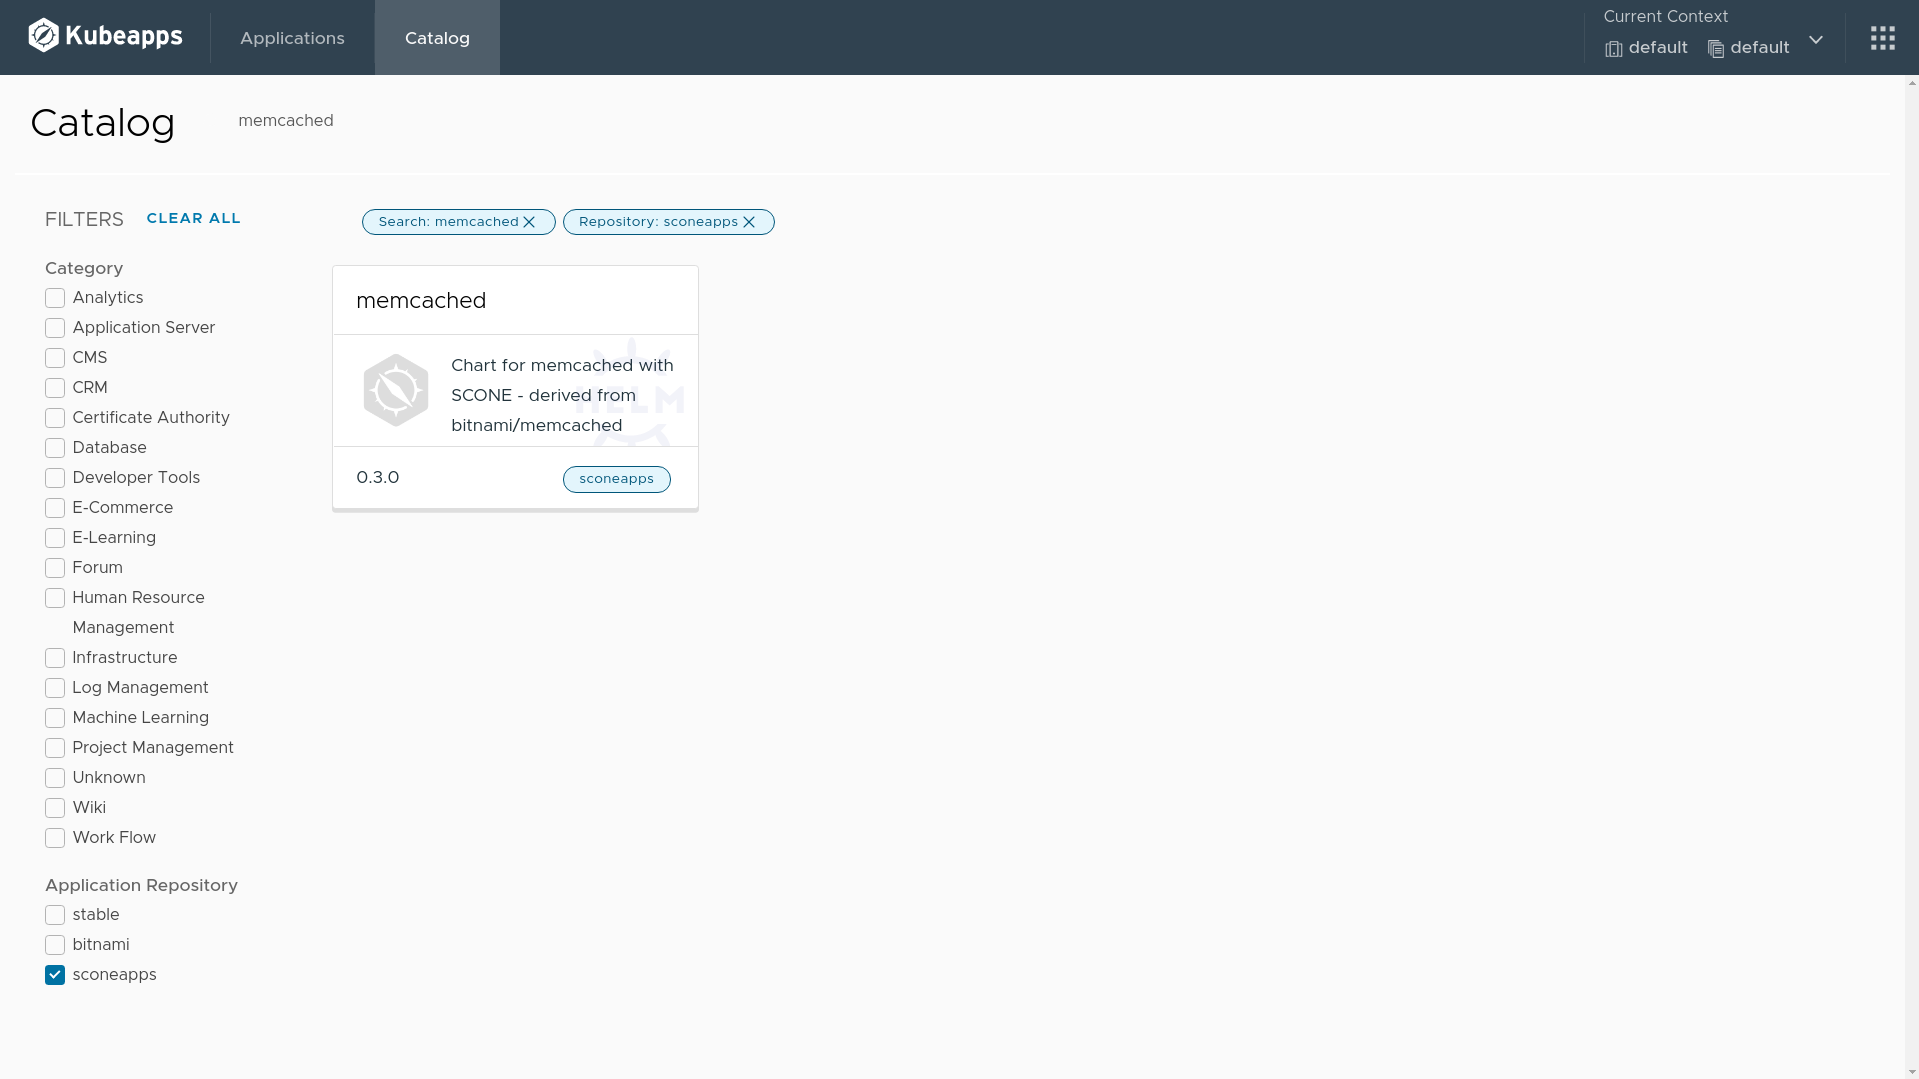 Kubeapps
Applications
Catalog
Current Context
default default
Catalog
memcached
FILTERS
CLEAR ALL
Search: memcached
Repository: sconeapps
Category
Analytics
Application Server
CMS
CRM
Certificate Authority
Database
Developer Tools
E-Commerce
E-Learning
Forum
Human Resource
Management
Infrastructure
Log Management
Machine Learning
Project Management
Unknown
Wiki
Work Flow
Application Repository
stable
bitnami
sconeapps
memcached
Chart for memcached with
SCONE - derived from
bitnami/memcached
HELM
0.3.0
sconeapps